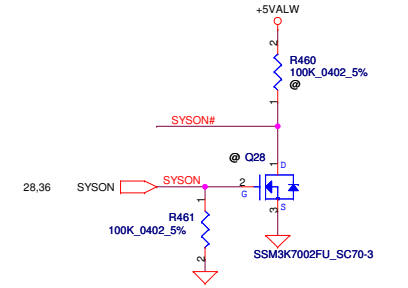 +5VALW
2
R460
100K_0402_5%
@
1
SYSON#
@ Q28
1
D
28,36 SYSON SYSON 2
G
S
3
1
R461
100K_0402_5%
2
SSM3K7002FU_SC70-3